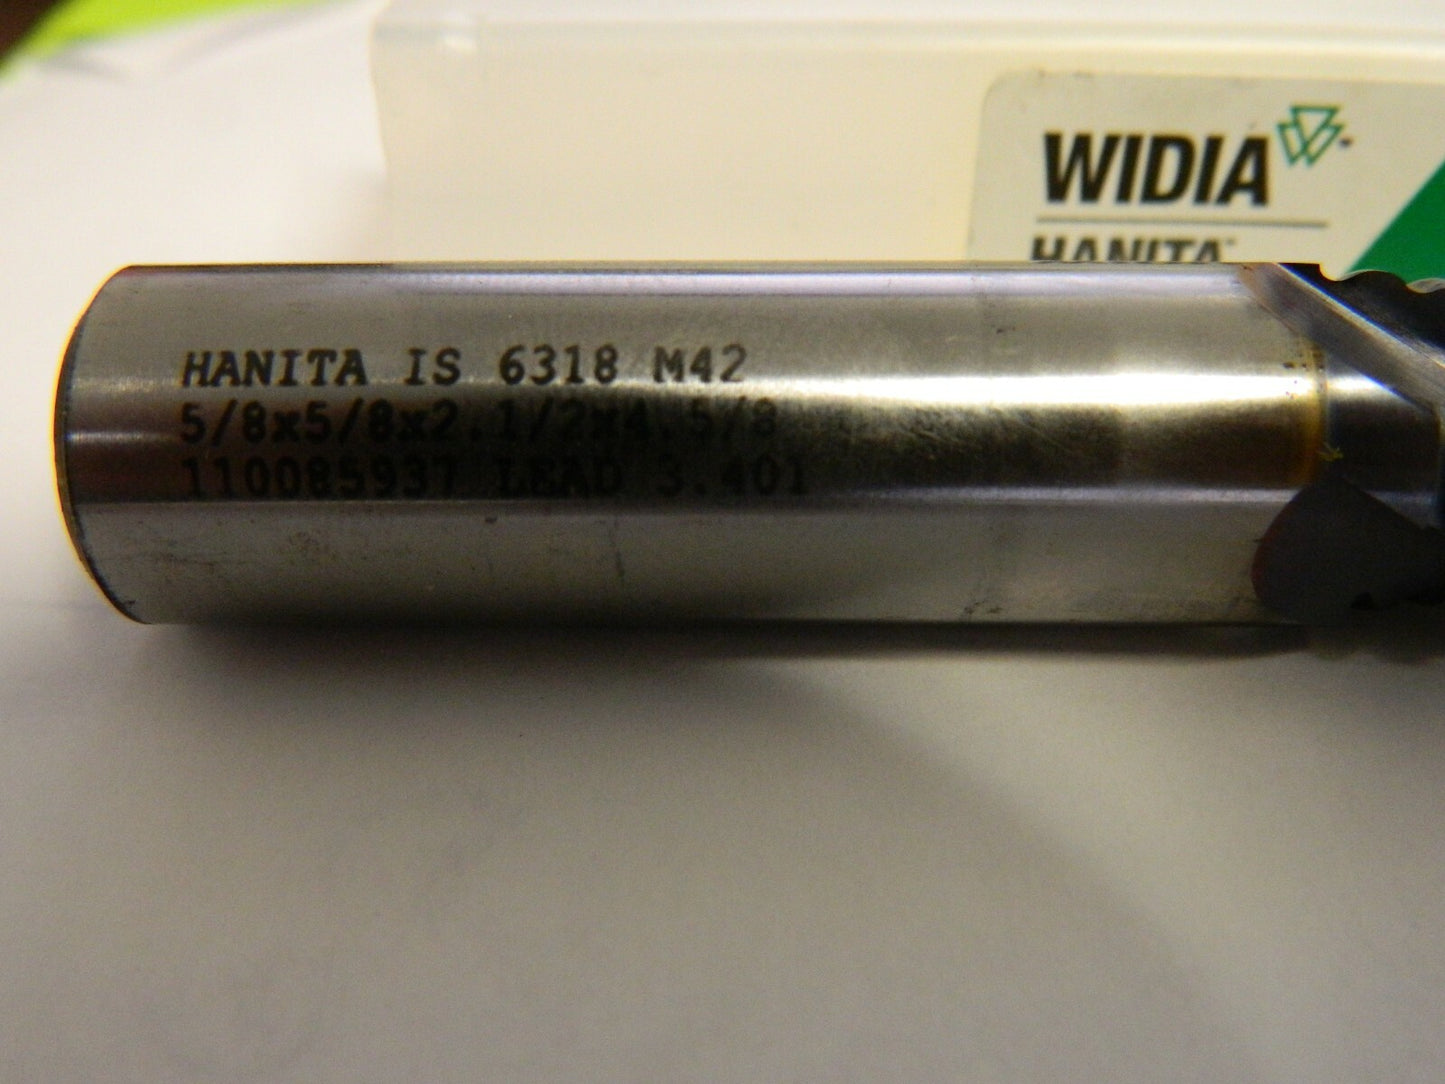 WIDIA
HANITA
HANITA IS 6318 M42
5/8x5/8x2.1/2x4.5/8
110085937 LEAD 3.401